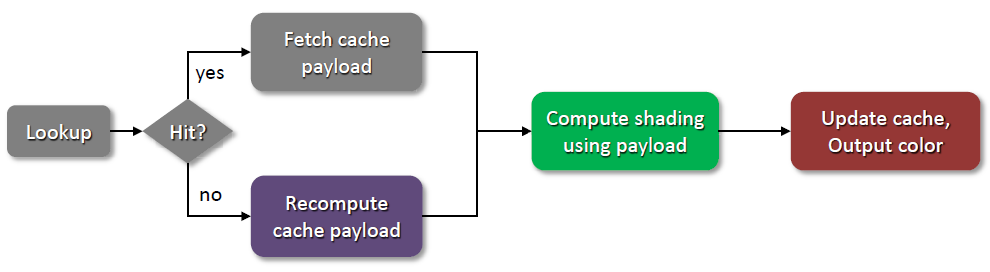 Fetch cache
payload
yes
Lookup
Hit?
Compute shading
using payload
Update cache,
Output color
no
Recompute
cache payload